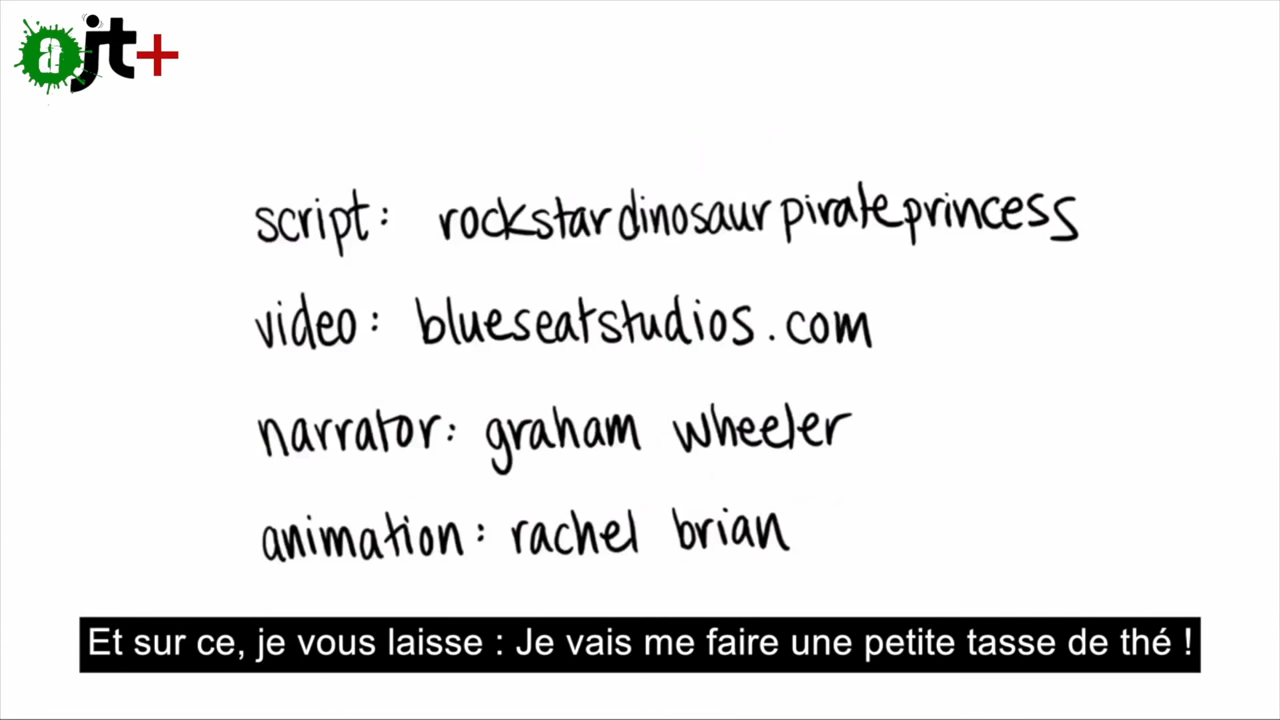 ajt+
script: rockstardinosaurpirateprincess
video: blueseatstudios.com
narrator: graham wheeler
animation: rachel brian
Et sur ce, je vous laisse : Je vais me faire une petite tasse de thé !